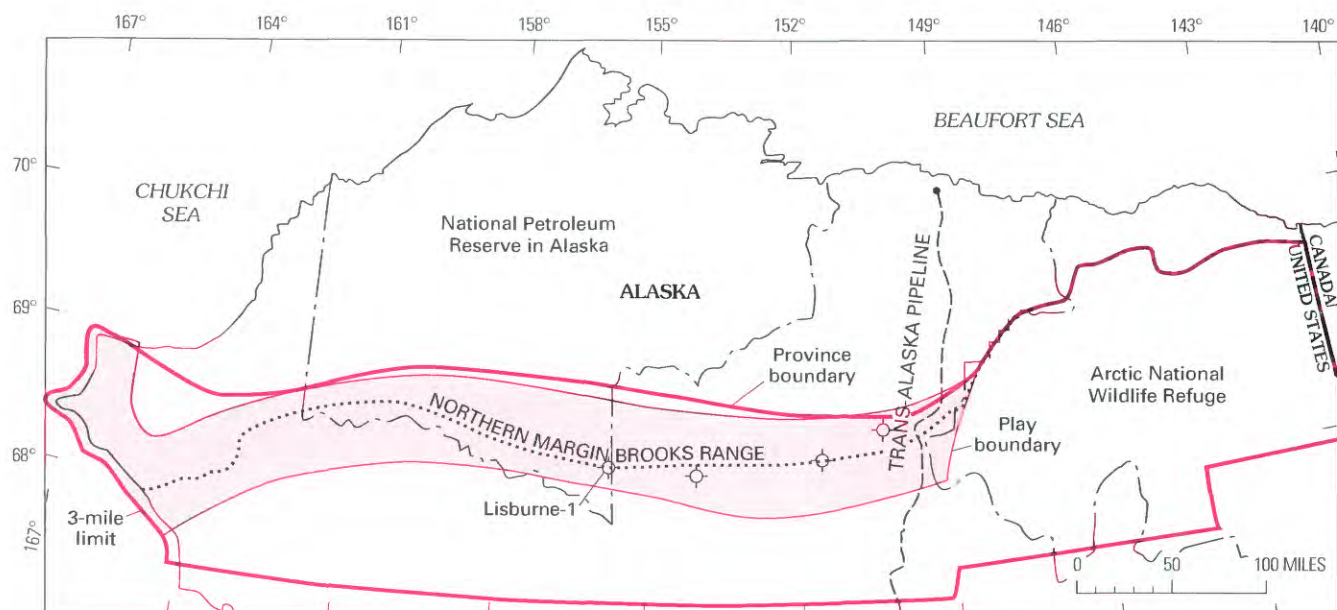 167° 164° 161° 158° 155° 152° 149° 146° 143° 140°
BEAUFORT SEA
70°
CHUKCHI
SEA
National Petroleum
Reserve in Alaska
ALASKA
TRANS-ALASKA PIPELINE
CANADA
UNITED STATES
69°
Province
boundary
Arctic National
Wildlife Refuge
NORTHERN MARGIN BROOKS RANGE
Play
boundary
68°
Lisburne-1
3-mile
limit
167°
0 50 100 MILES